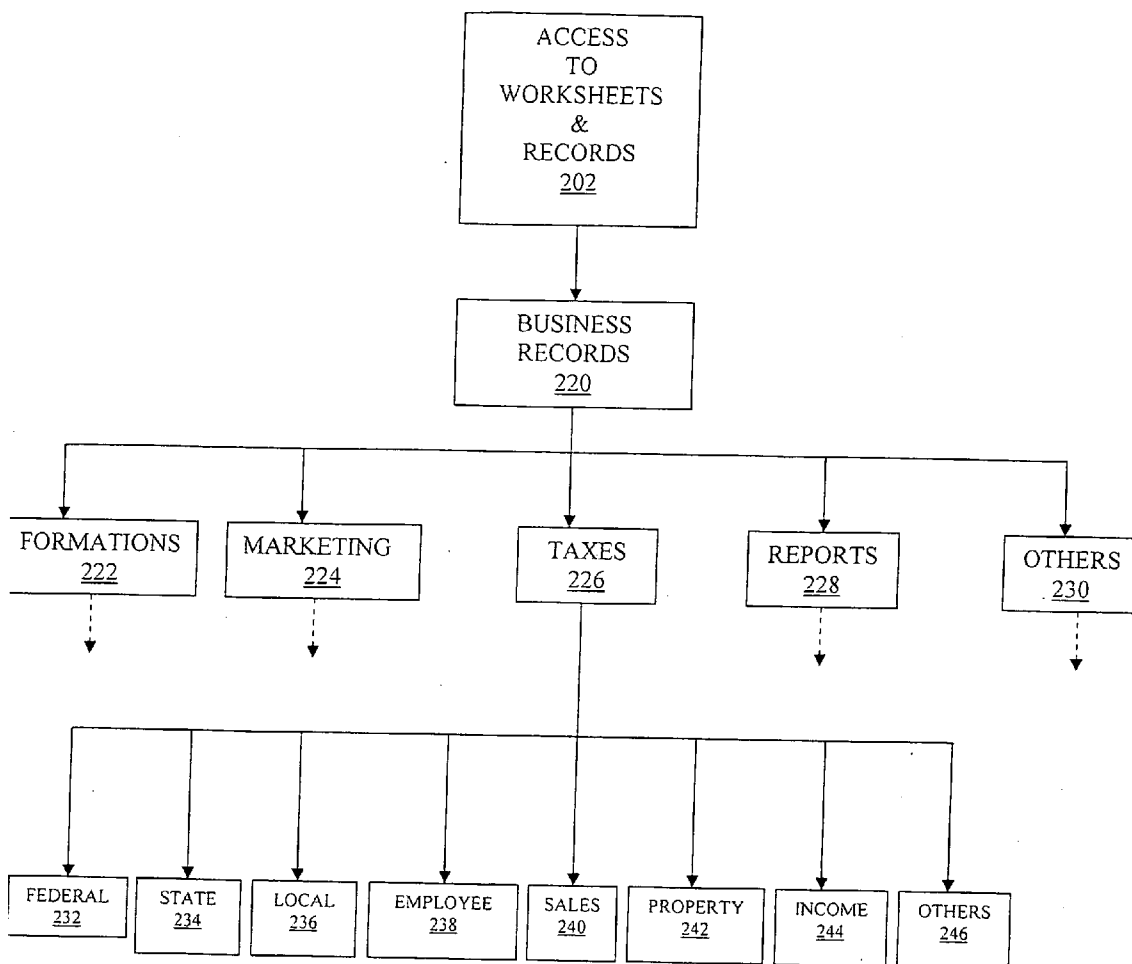 ACCESS
TO
WORKSHEETS
&
RECORDS
202
BUSINESS
RECORDS
220
FORMATIONS
222
MARKETING
224
TAXES
226
REPORTS
228
OTHERS
230
FEDERAL
232
STATE
234
LOCAL
236
EMPLOYEE
238
SALES
240
PROPERTY
242
INCOME
244
OTHERS
246